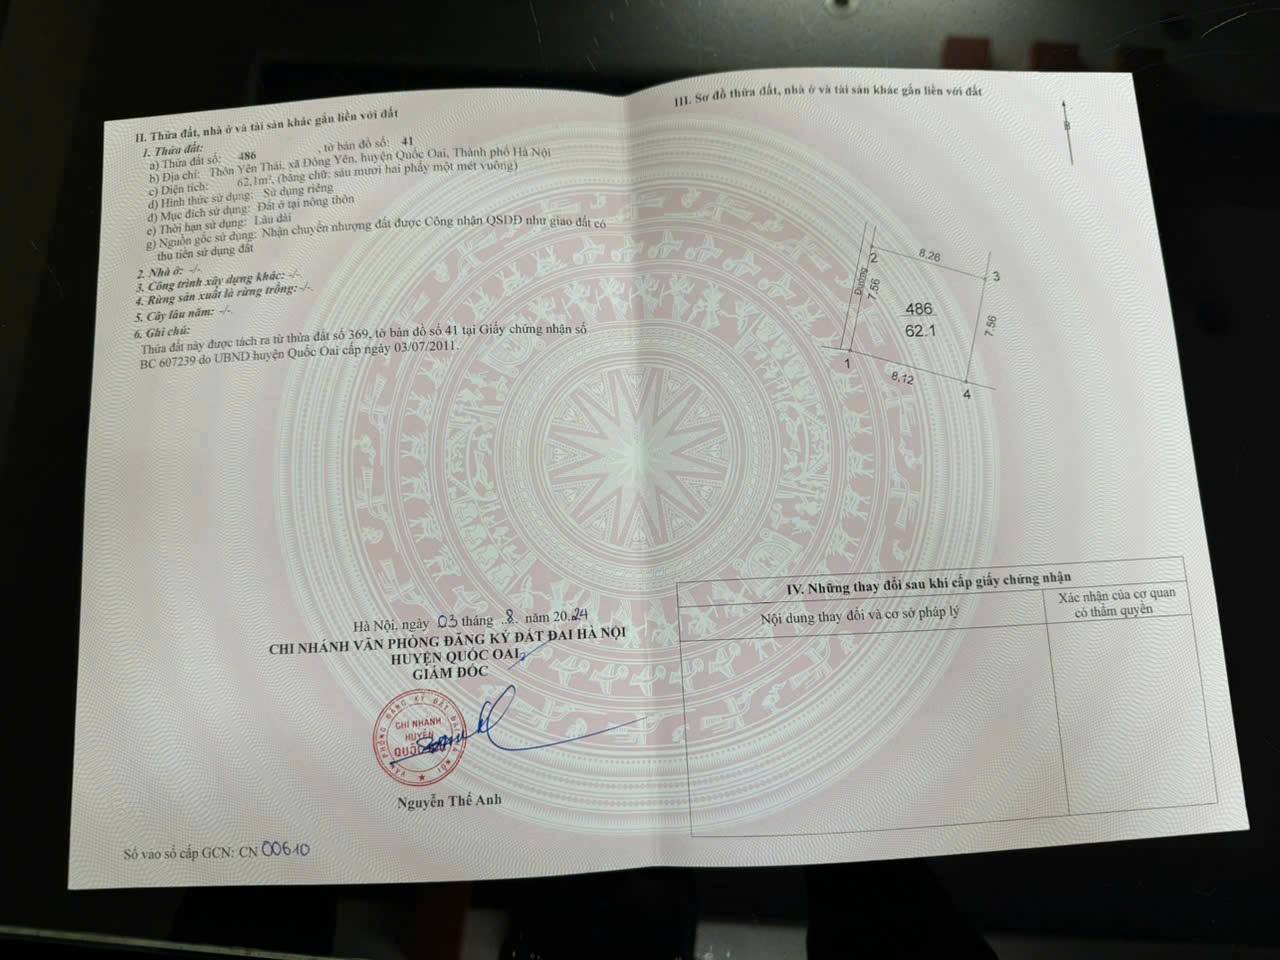 II. Thửa đất, nhà ở và tài sản khác gắn liền với đất
1. Thửa đất:
a) Thửa đất số: 486 , tờ bản đồ số: 41
b) Địa chỉ: Thôn Yên Thái, xã Đông Yên, huyện Quốc Oai, Thành phố Hà Nội
c) Diện tích: 62,1m², (bằng chữ: sáu mươi hai phẩy một mét vuông)
d) Hình thức sử dụng: Sử dụng riêng
đ) Mục đích sử dụng: Đất ở tại nông thôn
e) Thời hạn sử dụng: Lâu dài
g) Nguồn gốc sử dụng: Nhận chuyển nhượng đất được Công nhận QSDĐ như giao đất có
thu tiền sử dụng đất
2. Nhà ở: -/-
3. Công trình xây dựng khác: -/-.
4. Rừng sản xuất là rừng trồng: -/-.
5. Cây lâu năm: -/-.
6. Ghi chú:
Thửa đất này được tách ra từ thửa đất số 369, tờ bản đồ số 41 tại Giấy chứng nhận số
BC 607239 do UBND huyện Quốc Oai cấp ngày 03/07/2011.
Hà Nội, ngày 03 tháng 8 năm 2024
CHI NHÁNH VĂN PHÒNG ĐĂNG KÝ ĐẤT ĐAI HÀ NỘI
HUYỆN QUỐC OAI
GIÁM ĐỐC
VĂN PHÒNG ĐĂNG KÝ ĐẤT ĐAI HÀ NỘI
CHI NHÁNH
HUYỆN
Nguyễn Thế Anh
Số vào sổ cấp GCN: CN 00610
III. Sơ đồ thửa đất, nhà ở và tài sản khác gắn liền với đất
B
2
8,26
3
Đường
7,56
486
62.1
7,56
1
8,12
4
IV. Những thay đổi sau khi cấp giấy chứng nhận
Nội dung thay đổi và cơ sở pháp lý
Xác nhận của cơ quan
có thẩm quyền